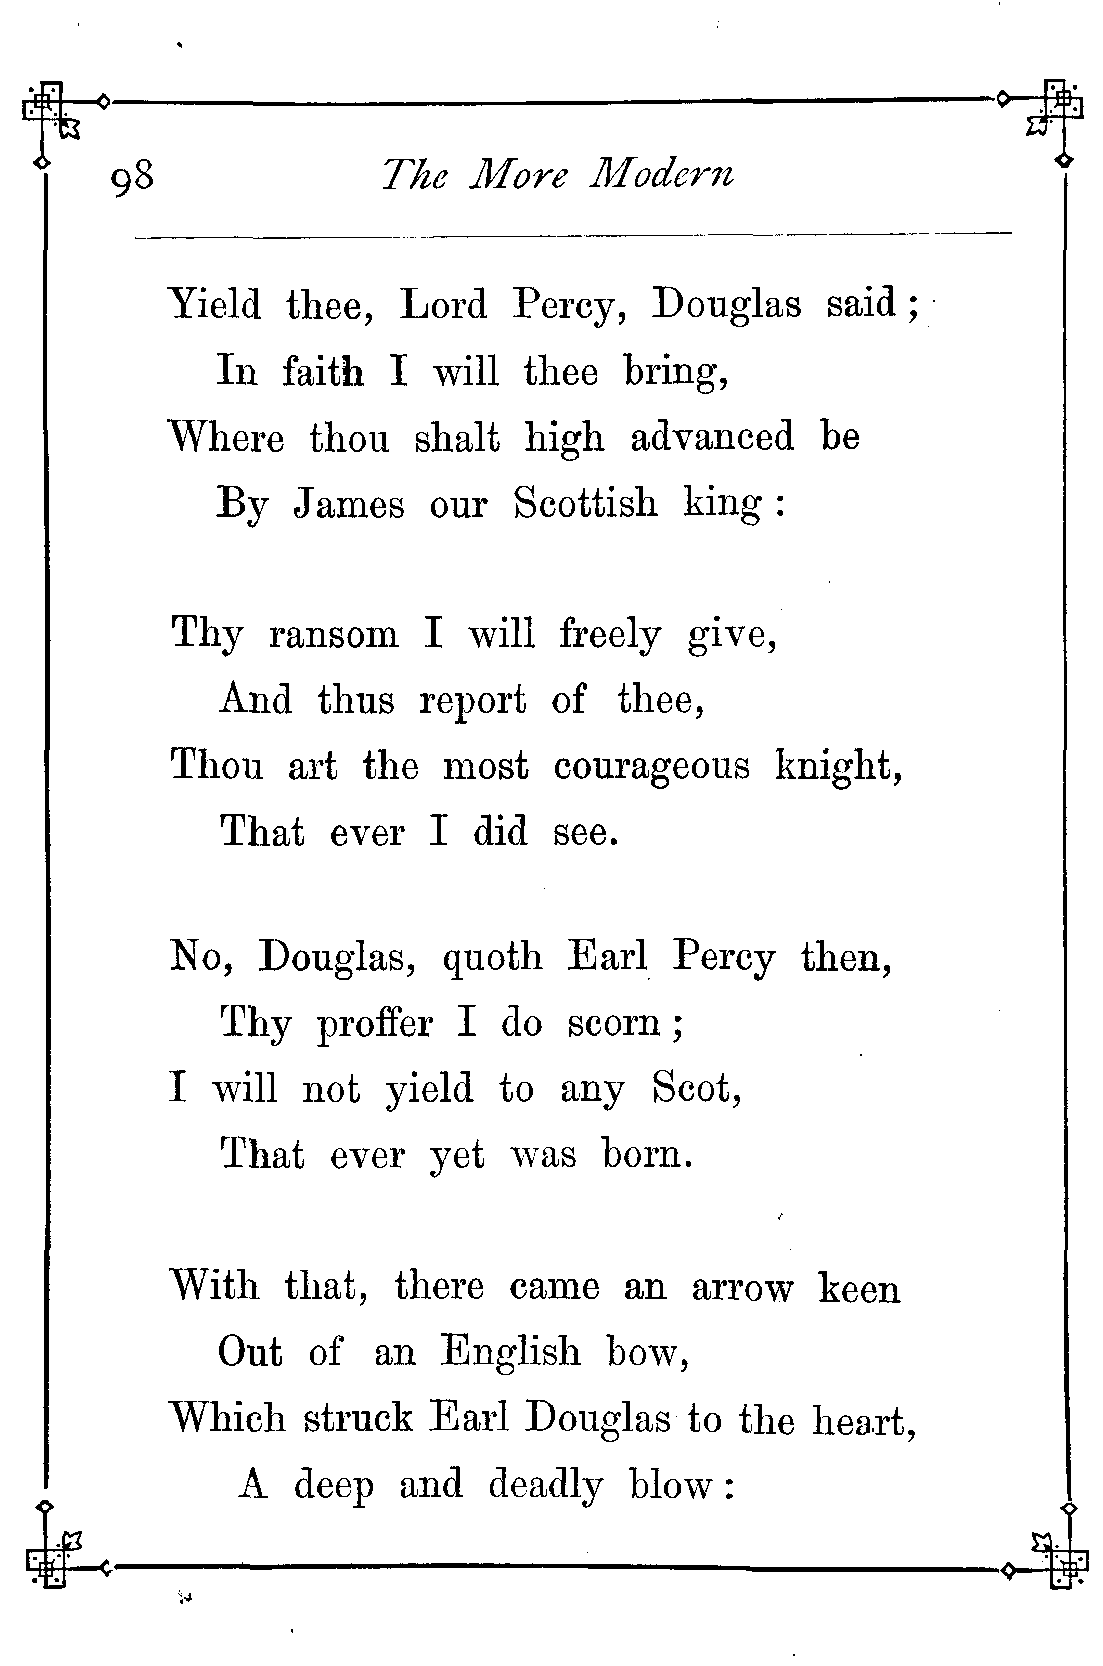 98 The More Modern
Yield thee, Lord Percy, Douglas said;
In faith I will thee bring,
Where thou shalt high advanced be
By James our Scottish king:
Thy ransom I will freely give,
And thus report of thee,
Thou art the most courageous knight,
That ever I did see.
No, Douglas, quoth Earl Percy then,
Thy proffer I do scorn;
I will not yield to any Scot,
That ever yet was born.
With that, there came an arrow keen
Out of an English bow,
Which struck Earl Douglas to the heart,
A deep and deadly blow: